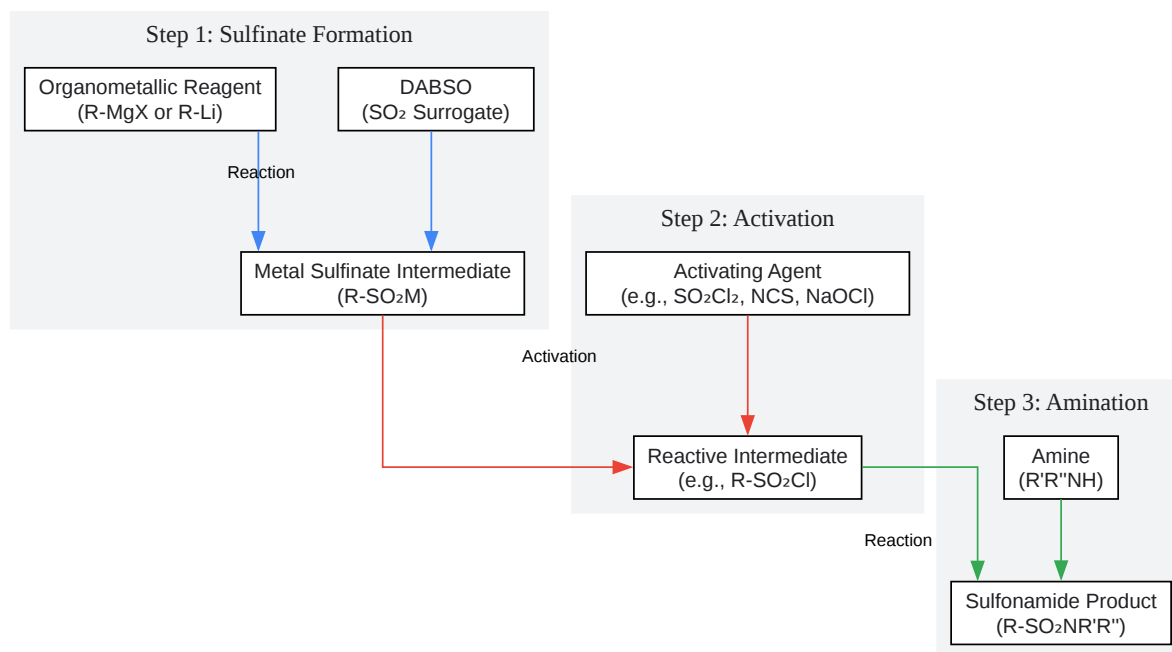 Step 1: Sulfinate Formation
Organometallic Reagent
(R-MgX or R-Li)
DABSO
(SO₂ Surrogate)
Reaction
Metal Sulfinate Intermediate
(R-SO₂M)
Step 2: Activation
Activating Agent
(e.g., SO₂Cl₂, NCS, NaOCl)
Activation
Reactive Intermediate
(e.g., R-SO₂Cl)
Step 3: Amination
Amine
(R'R''NH)
Reaction
Sulfonamide Product
(R-SO₂NR'R'')